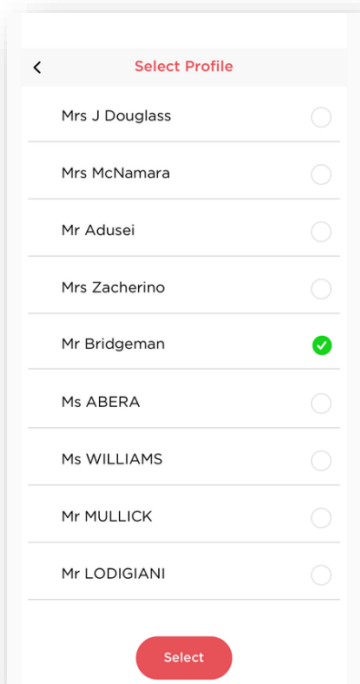 Select Profile
Mrs J Douglass
Mrs McNamara
Mr Adusei
Mrs Zacherino
Mr Bridgeman
Ms ABERA
Ms WILLIAMS
Mr MULLICK
Mr LODIGIANI
Select